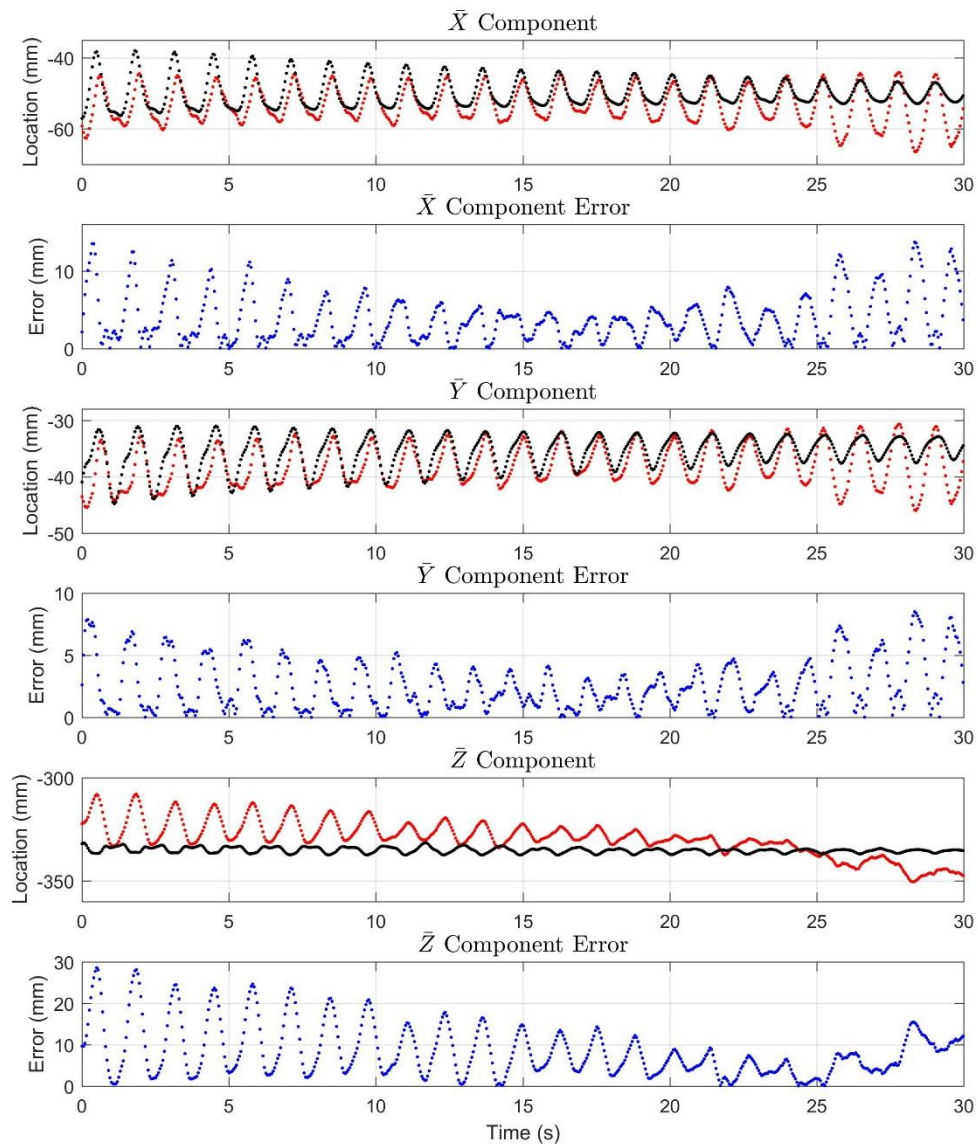 X̄ Component
Location (mm)
-40
-60
0 5 10 15 20 25 30
X̄ Component Error
Error (mm)
10
0
0 5 10 15 20 25 30
Ȳ Component
Location (mm)
-30
-40
-50
0 5 10 15 20 25 30
Ȳ Component Error
Error (mm)
10
5
0
0 5 10 15 20 25 30
Z̄ Component
Location (mm)
-300
-350
0 5 10 15 20 25 30
Z̄ Component Error
Error (mm)
30
20
10
0
0 5 10 15 20 25 30
Time (s)